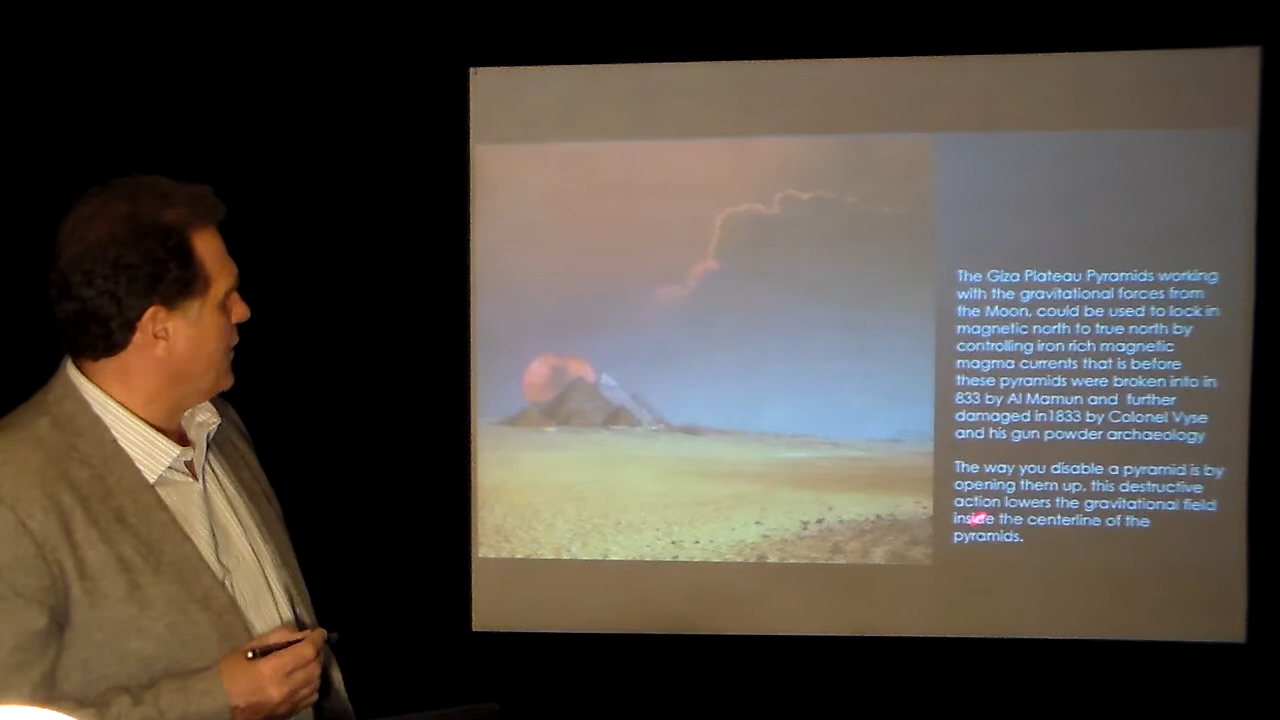 The Giza Plateau Pyramids working
with the gravitational forces from
the Moon, could be used to lock in
magnetic north to true north by
controlling iron rich magnetic
magma currents that is before
these pyramids were broken into in
833 by Al Mamun and further
damaged in1833 by Colonel Vyse
and his gun powder archaeology
The way you disable a pyramid is by
opening them up, this destructive
action lowers the gravitational field
inside the centerline of the
pyramids.